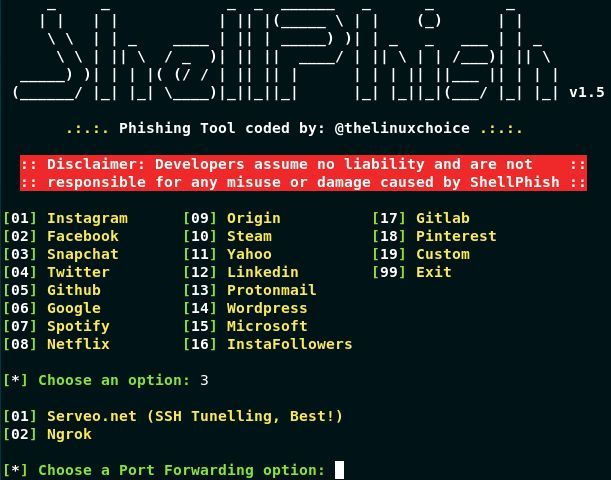 ShellPhish v1.5
.:.:. Phishing Tool coded by: @thelinuxchoice .:.:.
:: Disclaimer: Developers assume no liability and are not ::
:: responsible for any misuse or damage caused by ShellPhish ::
[01] Instagram [09] Origin [17] Gitlab
[02] Facebook [10] Steam [18] Pinterest
[03] Snapchat [11] Yahoo [19] Custom
[04] Twitter [12] Linkedin [99] Exit
[05] Github [13] Protonmail
[06] Google [14] Wordpress
[07] Spotify [15] Microsoft
[08] Netflix [16] InstaFollowers
[*] Choose an option: 3
[01] Serveo.net (SSH Tunelling, Best!)
[02] Ngrok
[*] Choose a Port Forwarding option: